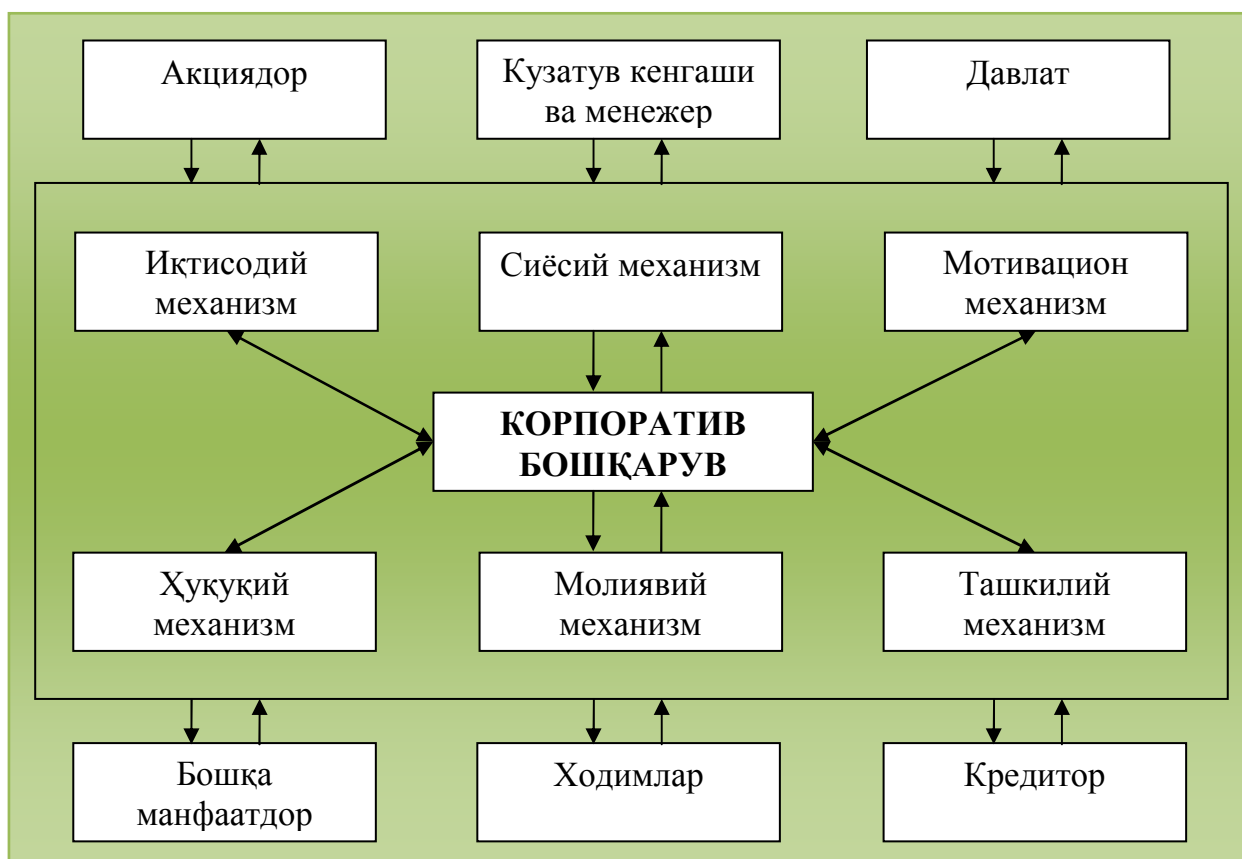 Акциядор
Кузатув кенгаши
ва менежер
Давлат
Иқтисодий
механизм
Сиёсий механизм
Мотивацион
механизм
КОРПОРАТИВ
БОШҚАРУВ
Ҳуқуқий
механизм
Молиявий
механизм
Ташкилий
механизм
Бошқа
манфаатдор
Ходимлар
Кредитор